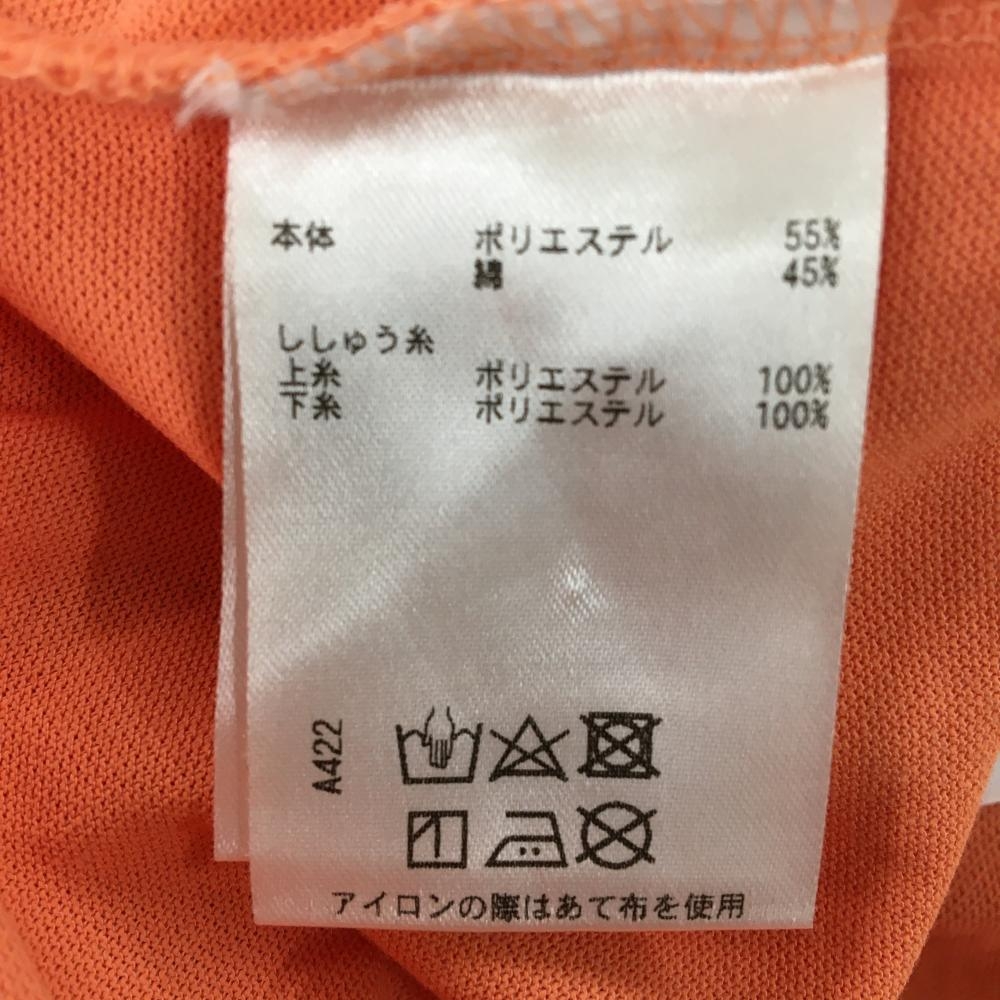 本体 ポリエステル 55%
綿 45%
ししゅう糸
上糸 ポリエステル 100%
下糸 ポリエステル 100%
A422
アイロンの際はあて布を使用